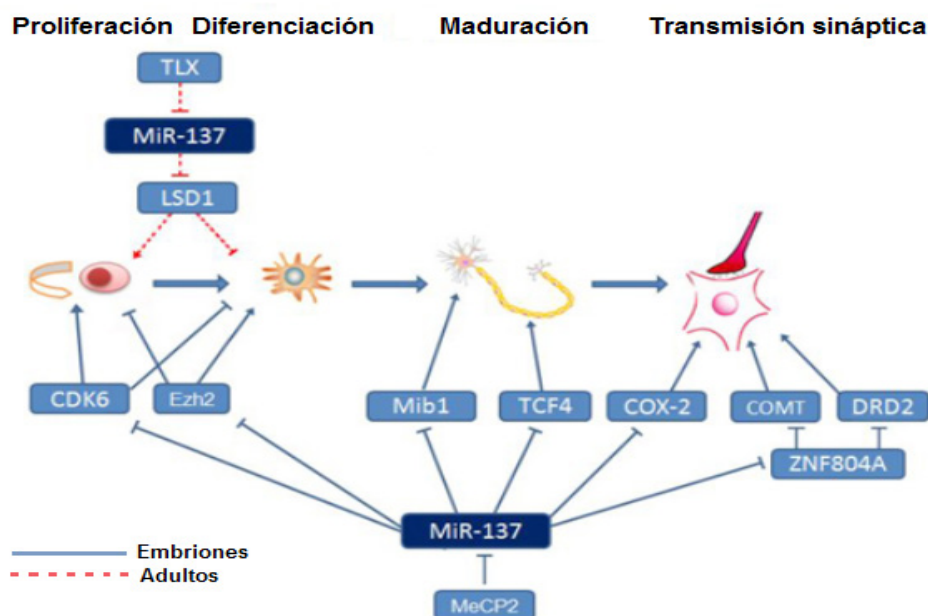 Proliferación Diferenciación Maduración Transmisión sináptica
TLX
MiR-137
LSD1
CDK6 Ezh2 Mib1 TCF4 COX-2 COMT DRD2
ZNF804A
MiR-137
Embriones
Adultos
MeCP2